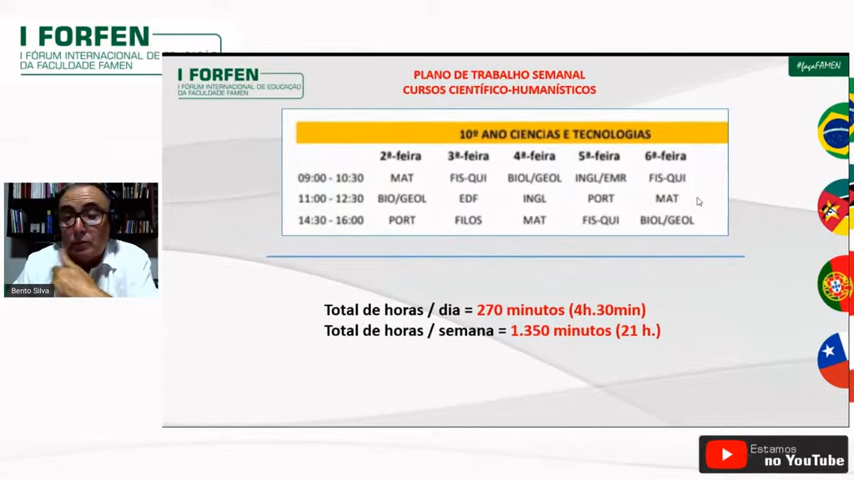 I FORFEN
I FÓRUM INTERNACIONAL DE
DA FACULDADE FAMEN
I FORFEN
I FÓRUM INTERNACIONAL DE EDUCAÇÃO
DA FACULDADE FAMEN
PLANO DE TRABALHO SEMANAL
CURSOS CIENTÍFICO-HUMANÍSTICOS
#façaFAMEN
10º ANO CIENCIAS E TECNOLOGIAS
2ª-feira 3ª-feira 4ª-feira 5ª-feira 6ª-feira
09:00 - 10:30 MAT FIS-QUI BIOL/GEOL INGL/EMR FIS-QUI
11:00 - 12:30 BIO/GEOL EDF INGL PORT MAT
14:30 - 16:00 PORT FILOS MAT FIS-QUI BIOL/GEOL
Total de horas / dia = 270 minutos (4h.30min)
Total de horas / semana = 1.350 minutos (21 h.)
Bento Silva
Estamos
no YouTube